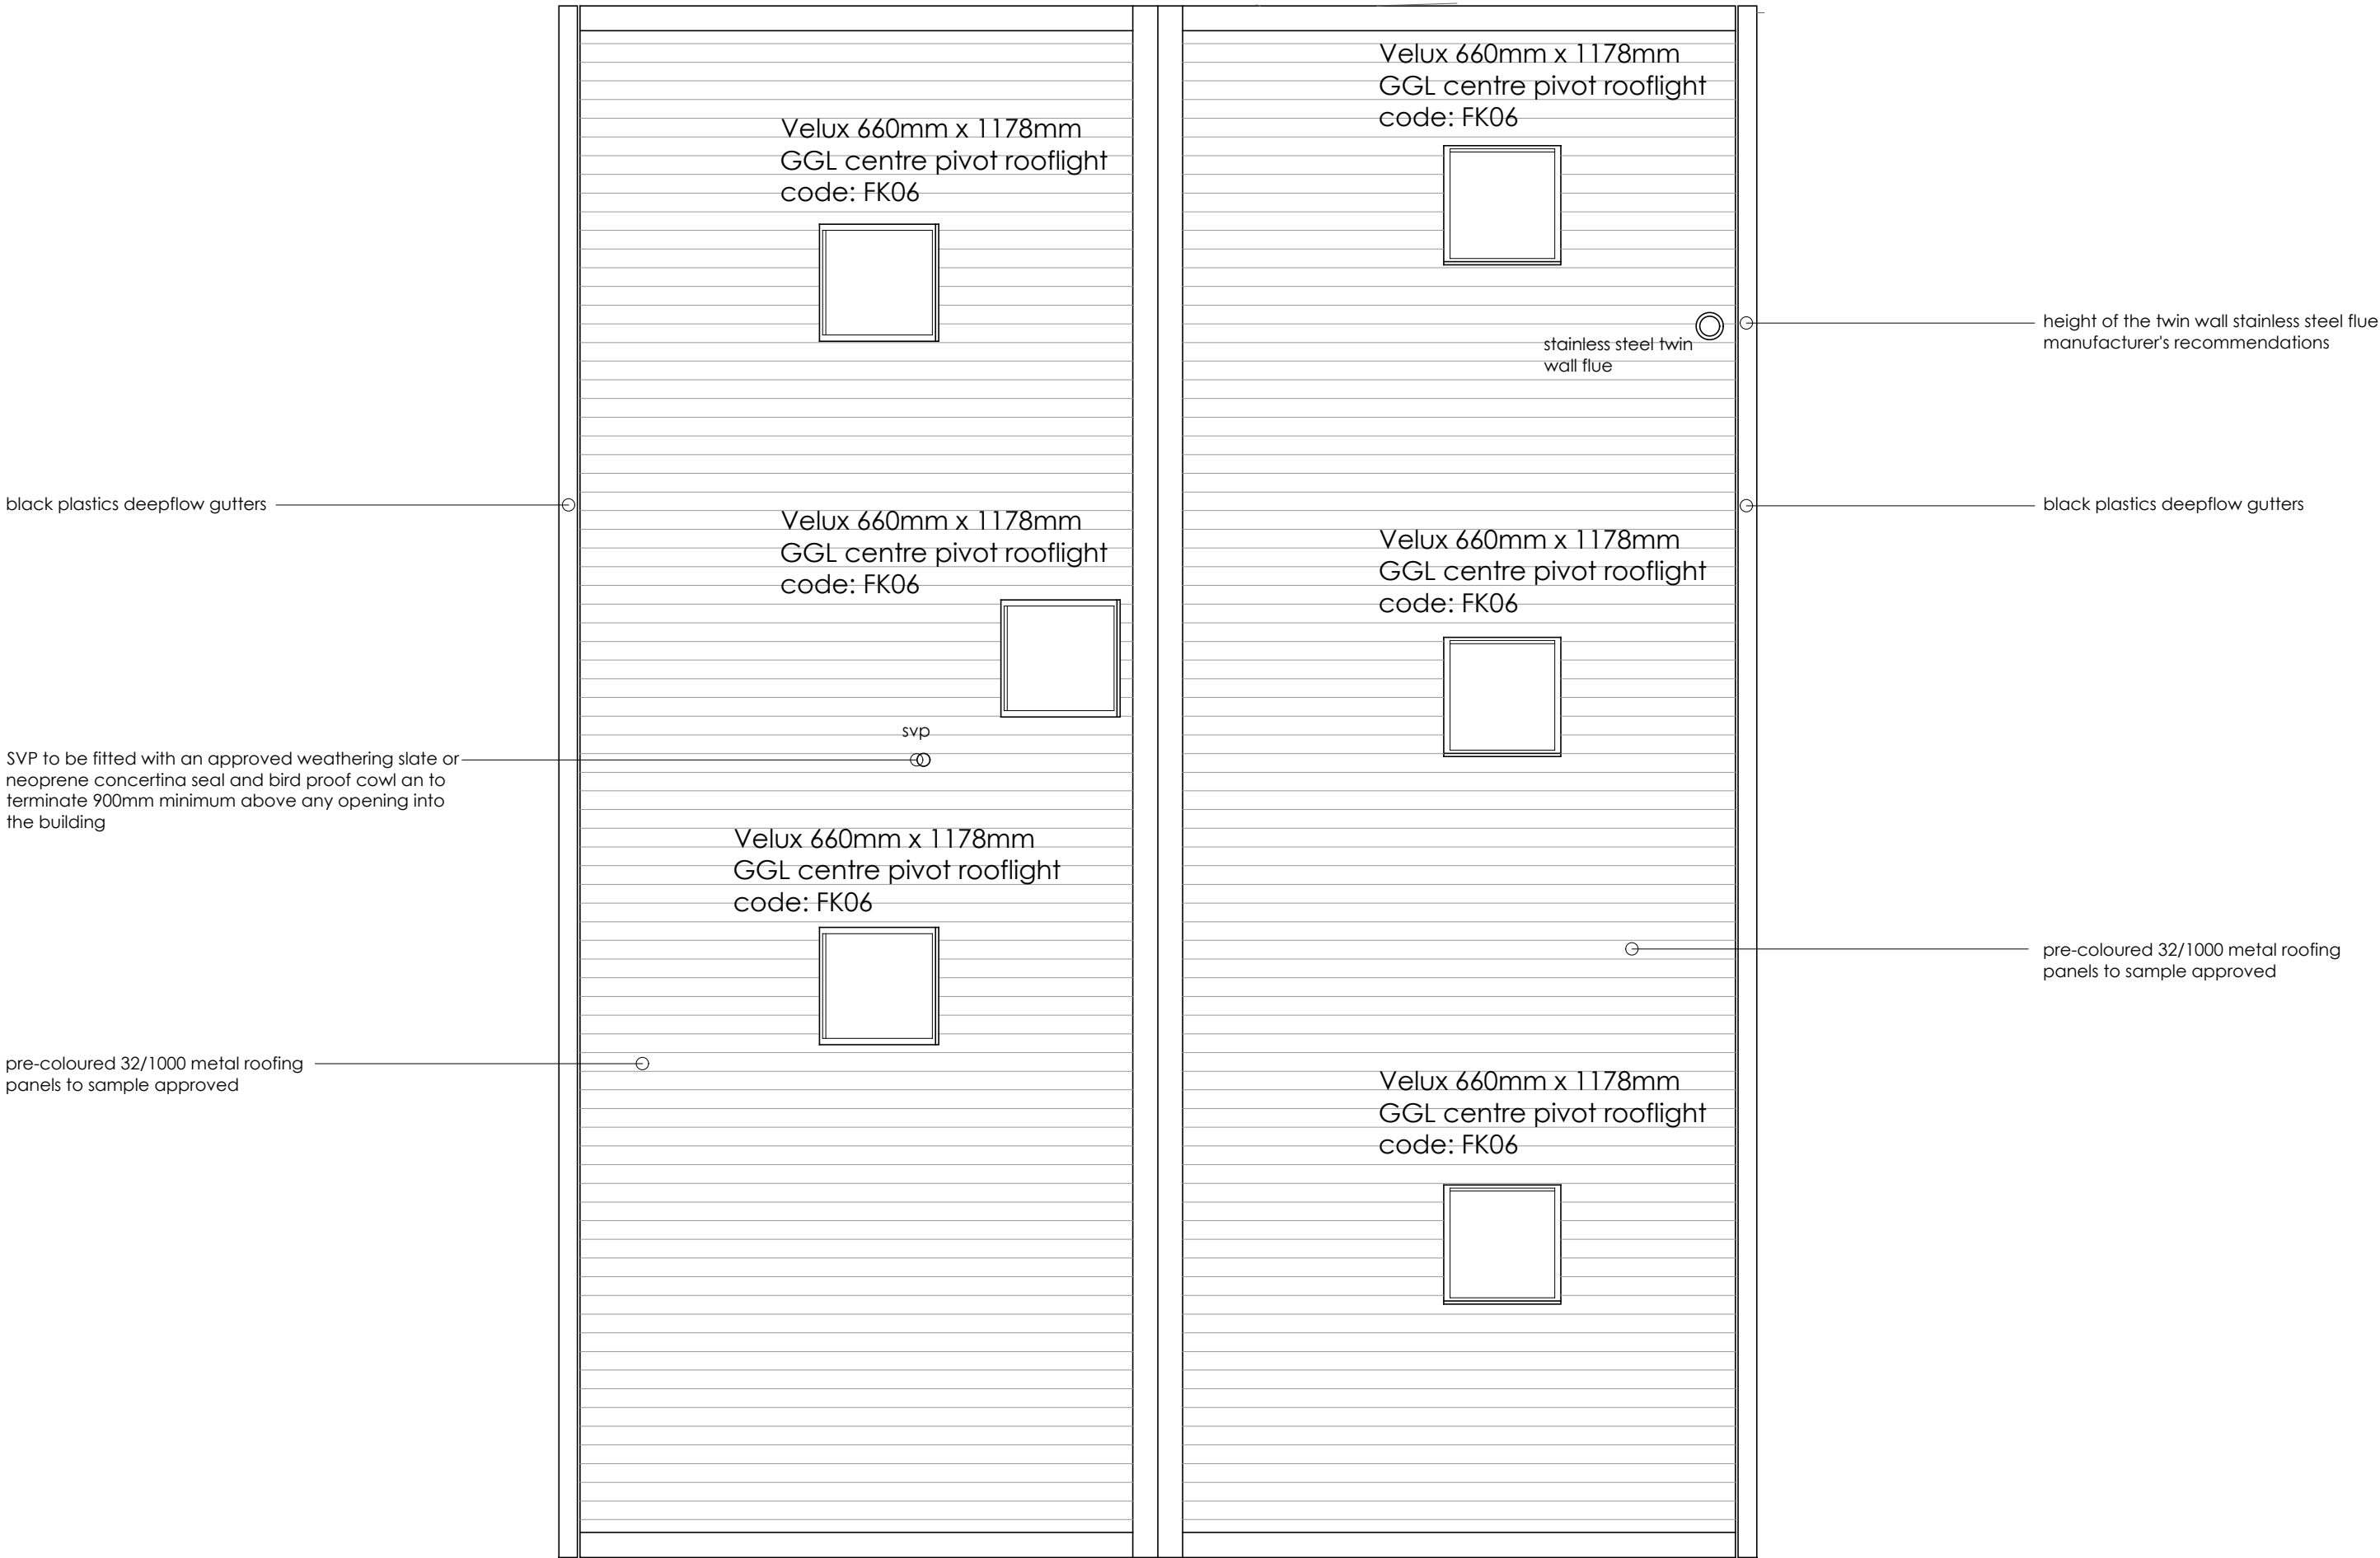 Velux 660mm x 1178mm
GGL centre pivot rooflight
code: FK06
Velux 660mm x 1178mm
GGL centre pivot rooflight
code: FK06
height of the twin wall stainless steel flue
manufacturer's recommendations
stainless steel twin
wall flue
black plastics deepflow gutters
black plastics deepflow gutters
Velux 660mm x 1178mm
GGL centre pivot rooflight
code: FK06
Velux 660mm x 1178mm
GGL centre pivot rooflight
code: FK06
svp
SVP to be fitted with an approved weathering slate or
neoprene concertina seal and bird proof cowl an to
terminate 900mm minimum above any opening into
the building
Velux 660mm x 1178mm
GGL centre pivot rooflight
code: FK06
pre-coloured 32/1000 metal roofing
panels to sample approved
pre-coloured 32/1000 metal roofing
panels to sample approved
Velux 660mm x 1178mm
GGL centre pivot rooflight
code: FK06